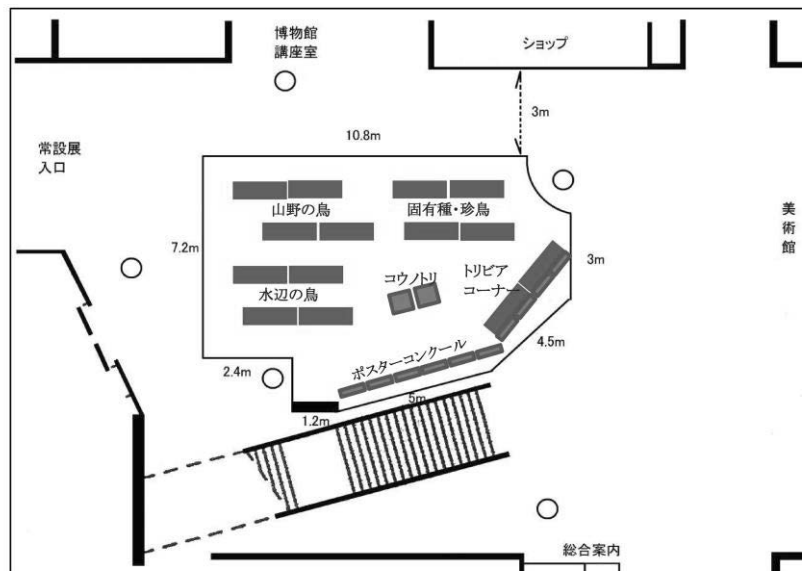 博物館
講座室
ショップ
3m
10.8m
常設展
入口
山野の鳥
固有種・珍鳥
美術館
7.2m
コウノトリ
トリビア
コーナー
3m
水辺の鳥
ポスターコンクール
4.5m
2.4m
5m
1.2m
総合案内